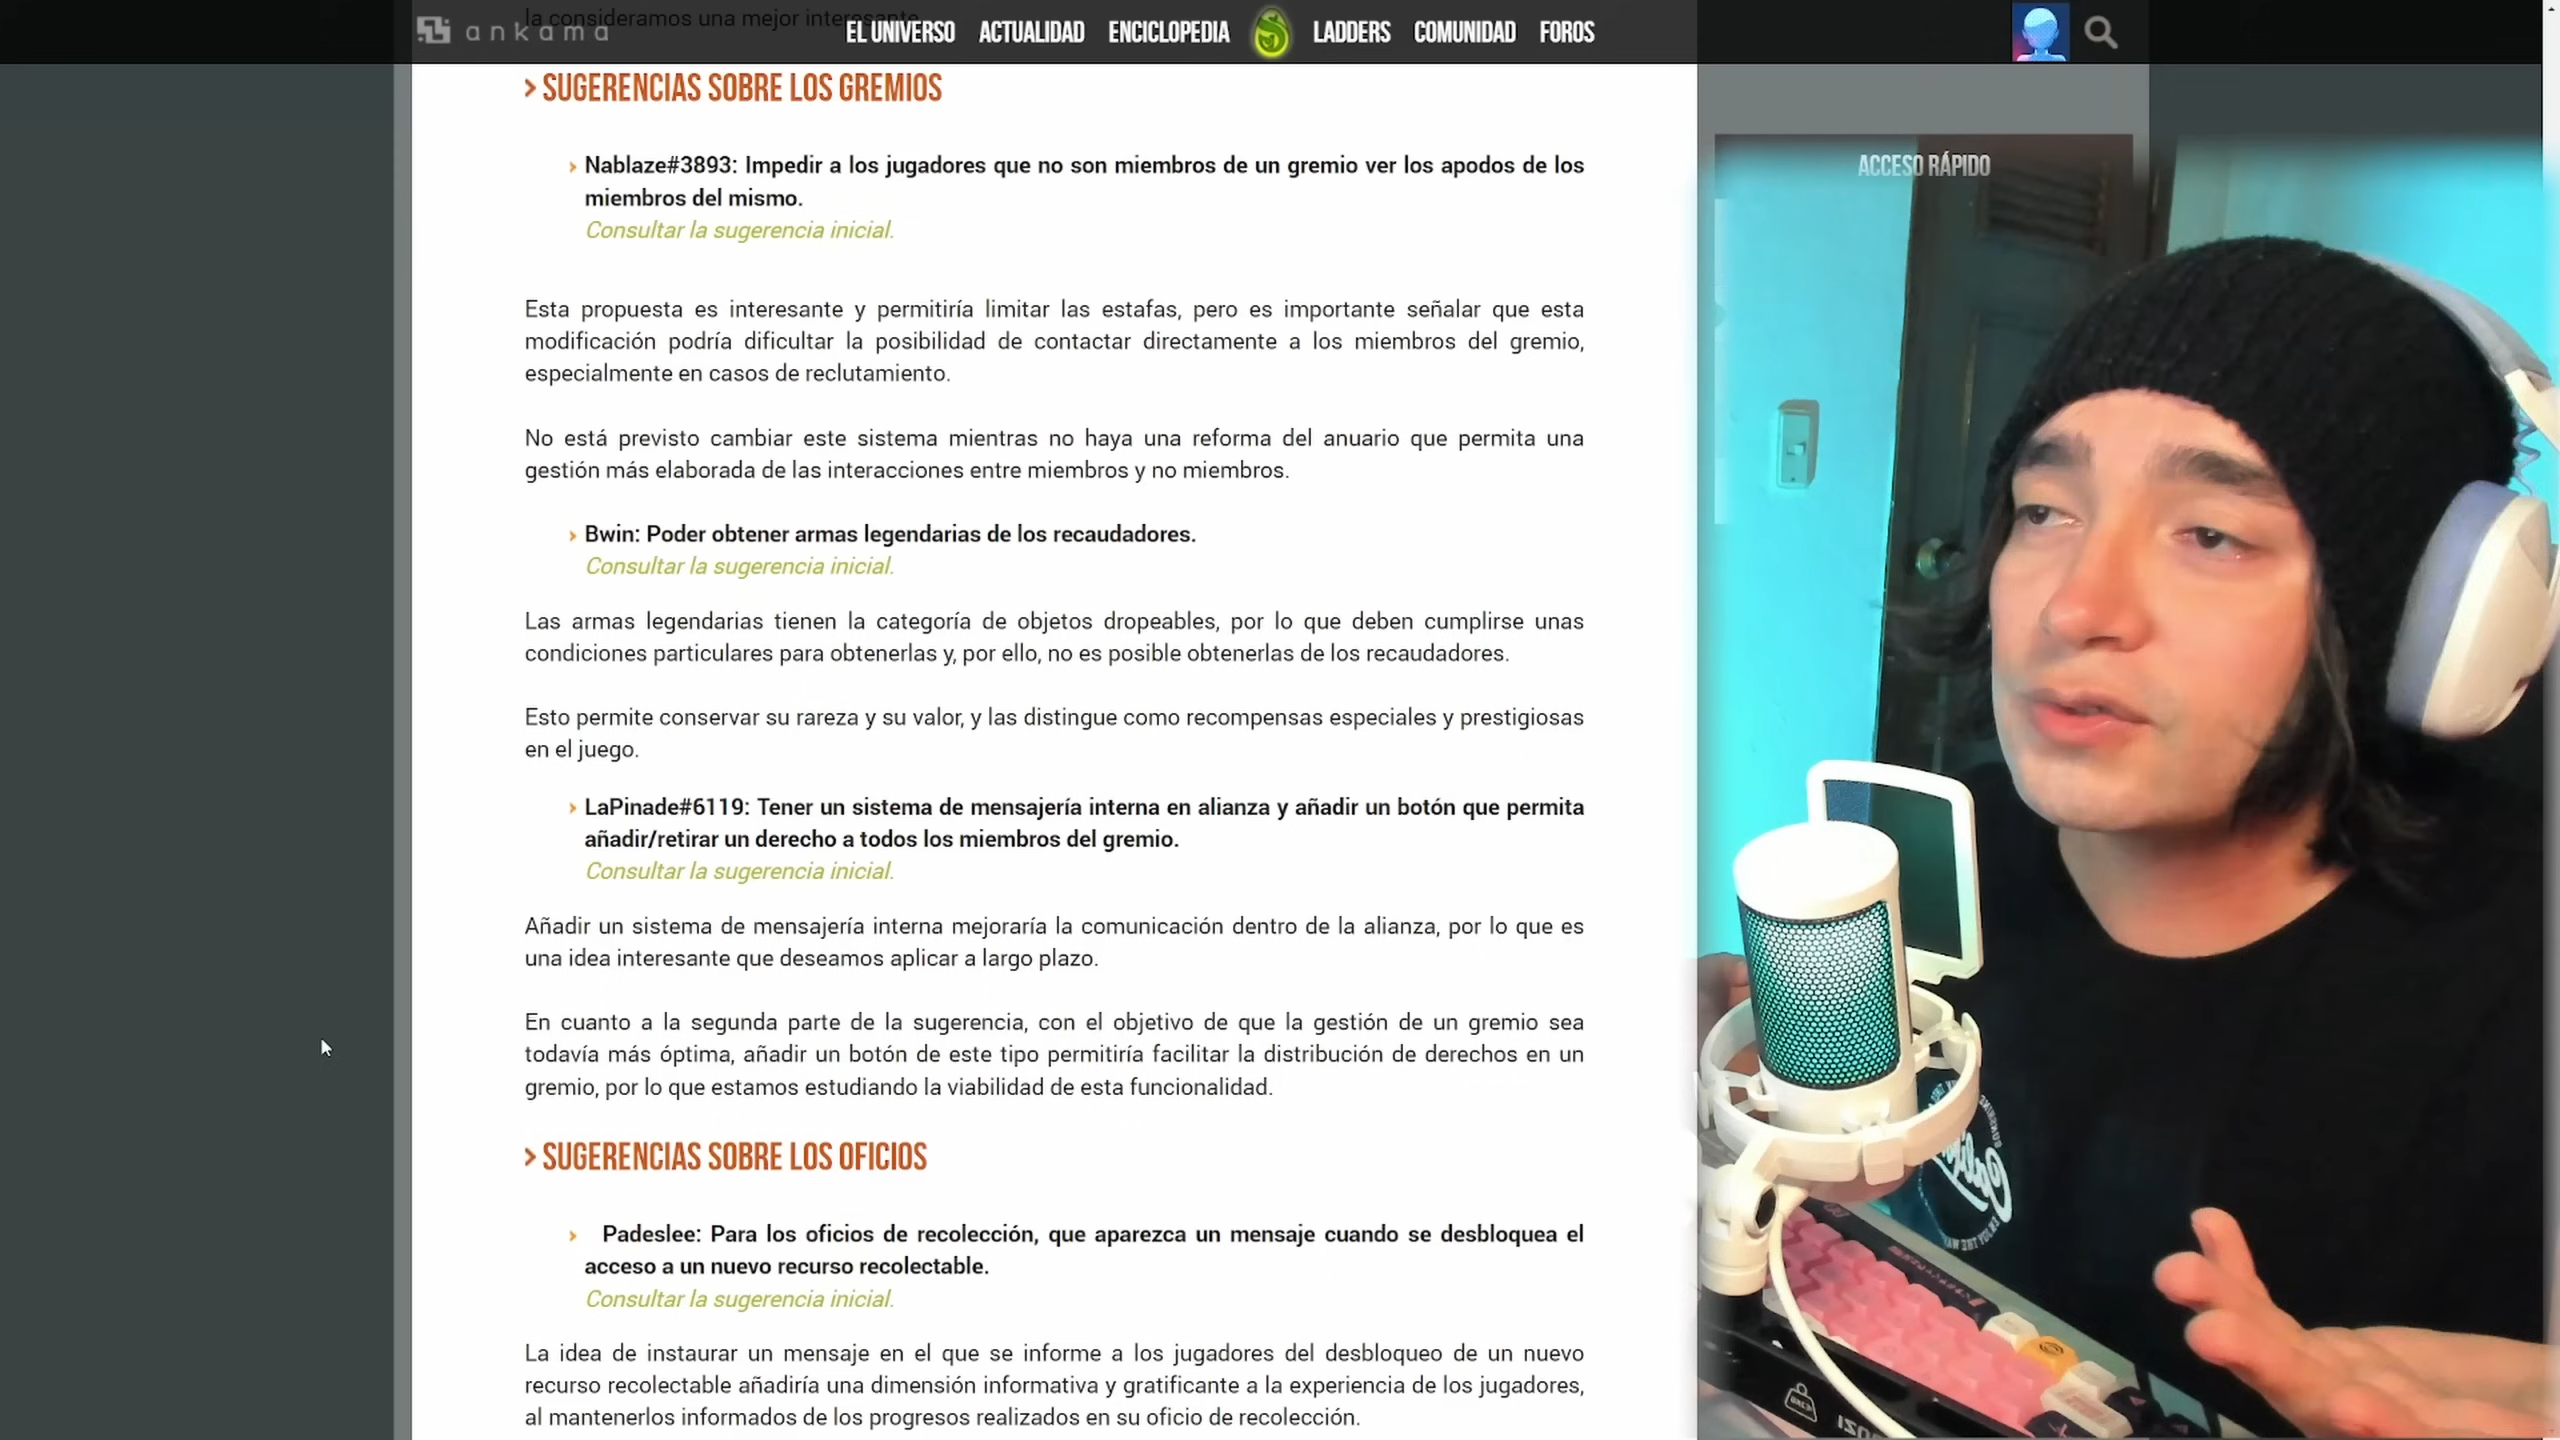 la consideramos una mejor interesante.
ankama
EL UNIVERSO ACTUALIDAD ENCICLOPEDIA LADDERS COMUNIDAD FOROS
> SUGERENCIAS SOBRE LOS GREMIOS
› Nablaze#3893: Impedir a los jugadores que no son miembros de un gremio ver los apodos de los
miembros del mismo.
Consultar la sugerencia inicial.
Esta propuesta es interesante y permitiría limitar las estafas, pero es importante señalar que esta
modificación podría dificultar la posibilidad de contactar directamente a los miembros del gremio,
especialmente en casos de reclutamiento.
No está previsto cambiar este sistema mientras no haya una reforma del anuario que permita una
gestión más elaborada de las interacciones entre miembros y no miembros.
› Bwin: Poder obtener armas legendarias de los recaudadores.
Consultar la sugerencia inicial.
Las armas legendarias tienen la categoría de objetos dropeables, por lo que deben cumplirse unas
condiciones particulares para obtenerlas y, por ello, no es posible obtenerlas de los recaudadores.
Esto permite conservar su rareza y su valor, y las distingue como recompensas especiales y prestigiosas
en el juego.
› LaPinade#6119: Tener un sistema de mensajería interna en alianza y añadir un botón que permita
añadir/retirar un derecho a todos los miembros del gremio.
Consultar la sugerencia inicial.
Añadir un sistema de mensajería interna mejoraría la comunicación dentro de la alianza, por lo que es
una idea interesante que deseamos aplicar a largo plazo.
En cuanto a la segunda parte de la sugerencia, con el objetivo de que la gestión de un gremio sea
todavía más óptima, añadir un botón de este tipo permitiría facilitar la distribución de derechos en un
gremio, por lo que estamos estudiando la viabilidad de esta funcionalidad.
> SUGERENCIAS SOBRE LOS OFICIOS
› Padeslee: Para los oficios de recolección, que aparezca un mensaje cuando se desbloquea el
acceso a un nuevo recurso recolectable.
Consultar la sugerencia inicial.
La idea de instaurar un mensaje en el que se informe a los jugadores del desbloqueo de un nuevo
recurso recolectable añadiría una dimensión informativa y gratificante a la experiencia de los jugadores,
al mantenerlos informados de los progresos realizados en su oficio de recolección.
ACCESO RÁPIDO